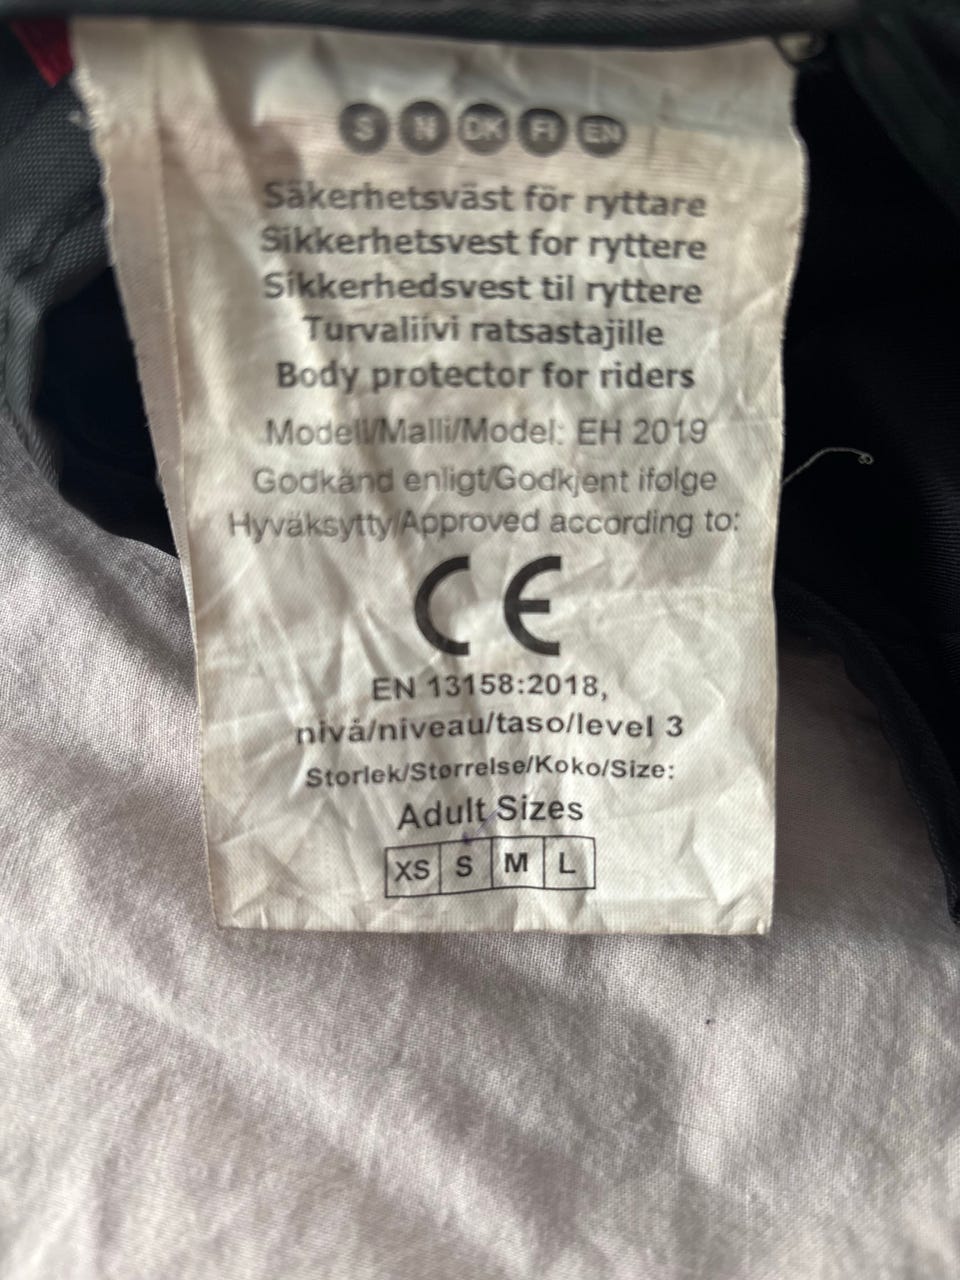 S N DK FI EN
Säkerhetsväst för ryttare
Sikkerhetsvest for ryttere
Sikkerhedsvest til ryttere
Turvaliivi ratsastajille
Body protector for riders
Modell/Malli/Model: EH 2019
Godkänd enligt/Godkjent ifølge
Hyväksytty/Approved according to:
CE
EN 13158:2018,
nivå/niveau/taso/level 3
Storlek/Størrelse/Koko/Size:
Adult Sizes
XS S M L